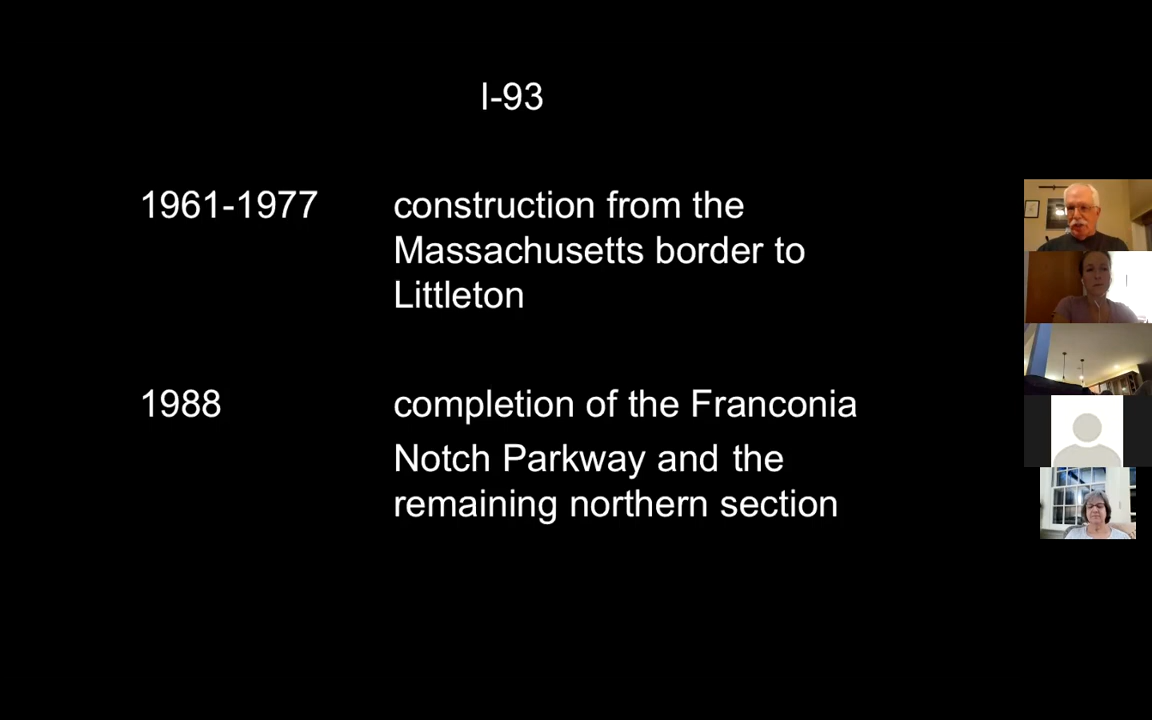 I-93
1961-1977
construction from the
Massachusetts border to
Littleton
1988
completion of the Franconia
Notch Parkway and the
remaining northern section